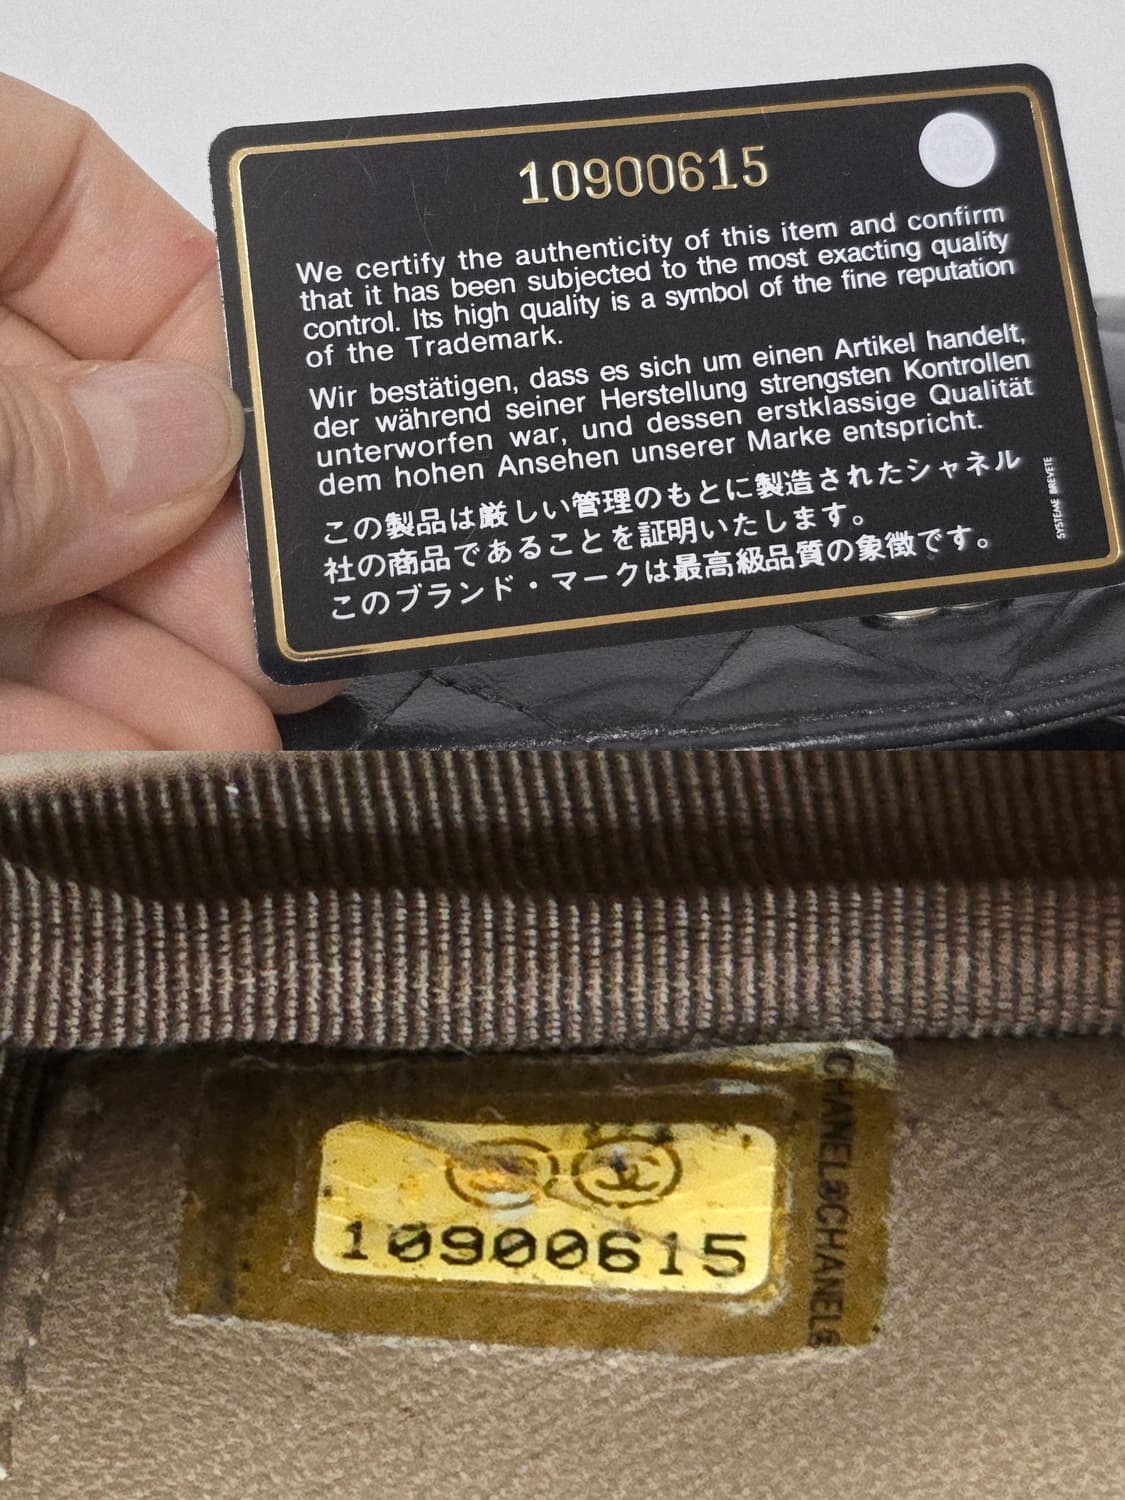 10900615
We certify the authenticity of this item and confirm
that it has been subjected to the most exacting quality
control. Its high quality is a symbol of the fine reputation
of the Trademark.
Wir bestätigen, dass es sich um einen Artikel handelt,
der während seiner Herstellung strengsten Kontrollen
unterworfen war, und dessen erstklassige Qualität
dem hohen Ansehen unserer Marke entspricht.
この製品は厳しい管理のもとに製造されたシャネル
社の商品であることを証明いたします。
このブランド・マークは最高級品質の象徴です。
SYSTEME BREVETE
10900615
CHANEL CHANEL